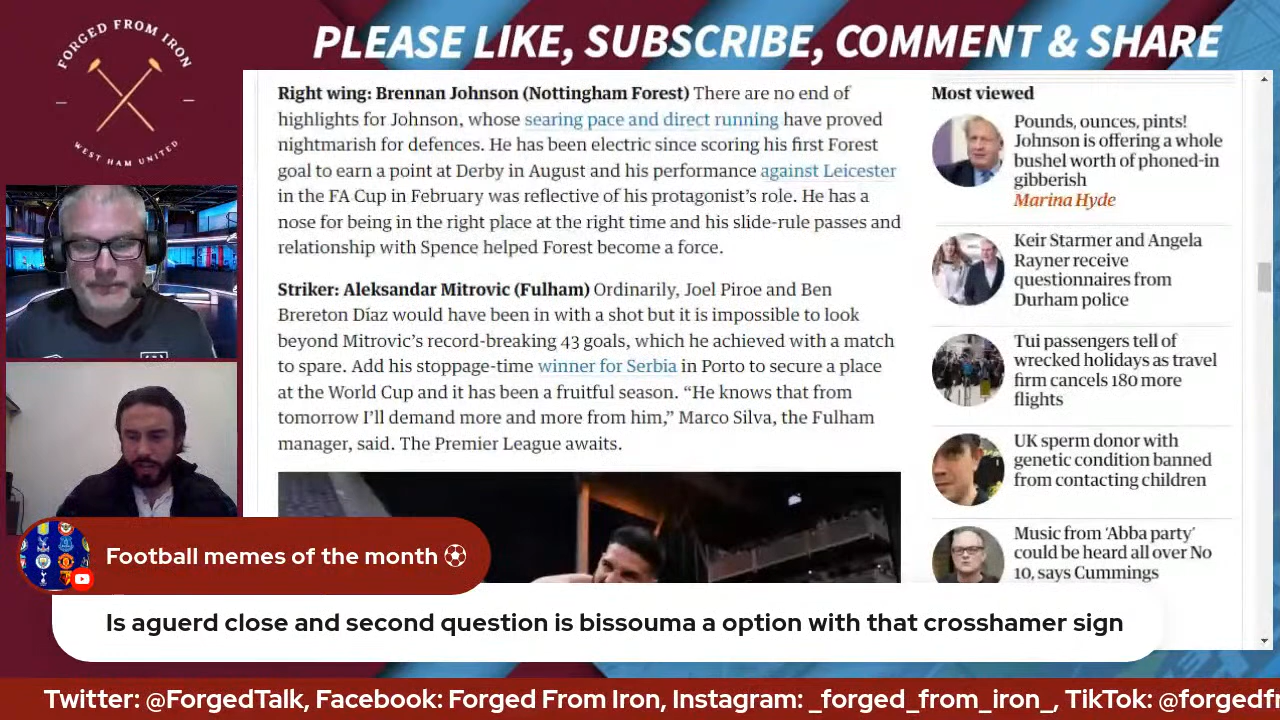 FORGED FROM IRON
WEST HAM UNITED
PLEASE LIKE, SUBSCRIBE, COMMENT & SHARE
Right wing: Brennan Johnson (Nottingham Forest) There are no end of
highlights for Johnson, whose searing pace and direct running have proved
nightmarish for defences. He has been electric since scoring his first Forest
goal to earn a point at Derby in August and his performance against Leicester
in the FA Cup in February was reflective of his protagonist's role. He has a
nose for being in the right place at the right time and his slide-rule passes and
relationship with Spence helped Forest become a force.
Striker: Aleksandar Mitrovic (Fulham) Ordinarily, Joel Piroe and Ben
Brereton Díaz would have been in with a shot but it is impossible to look
beyond Mitrovic's record-breaking 43 goals, which he achieved with a match
to spare. Add his stoppage-time winner for Serbia in Porto to secure a place
at the World Cup and it has been a fruitful season. “He knows that from
tomorrow I'll demand more and more from him,” Marco Silva, the Fulham
manager, said. The Premier League awaits.
Most viewed
Pounds, ounces, pints!
Johnson is offering a whole
bushel worth of phoned-in
gibberish
Marina Hyde
Keir Starmer and Angela
Rayner receive
questionnaires from
Durham police
Tui passengers tell of
wrecked holidays as travel
firm cancels 180 more
flights
UK sperm donor with
genetic condition banned
from contacting children
Music from ‘Abba party’
could be heard all over No
10, says Cummings
Football memes of the month ⚽
Is aguerd close and second question is bissouma a option with that crosshamer sign
Twitter: @ForgedTalk, Facebook: Forged From Iron, Instagram: _forged_from_iron_, TikTok: @forgedfr